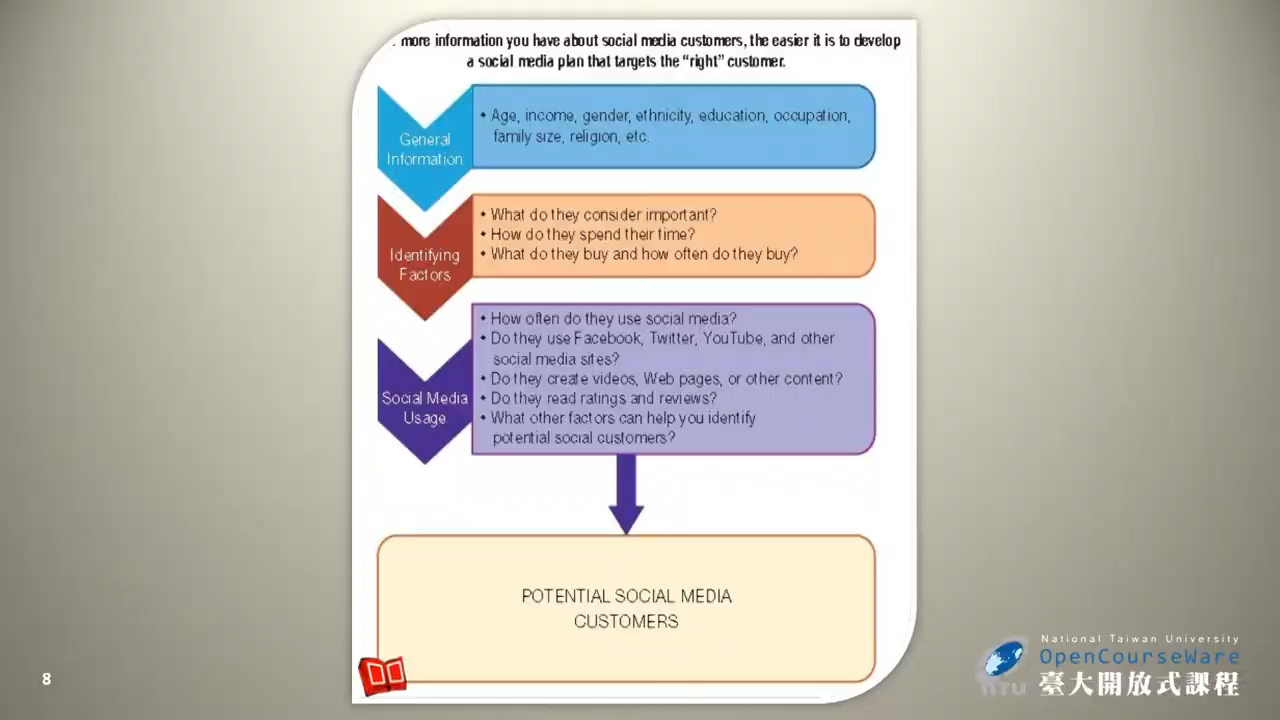 more information you have about social media customers, the easier it is to develop
a social media plan that targets the “right” customer.
General
Information
• Age, income, gender, ethnicity, education, occupation,
family size, religion, etc.
Identifying
Factors
• What do they consider important?
• How do they spend their time?
• What do they buy and how often do they buy?
Social Media
Usage
• How often do they use social media?
• Do they use Facebook, Twitter, YouTube, and other
social media sites?
• Do they create videos, Web pages, or other content?
• Do they read ratings and reviews?
• What other factors can help you identify
potential social customers?
POTENTIAL SOCIAL MEDIA
CUSTOMERS
8
National Taiwan University
OpenCourseWare
NTU 臺大開放式課程